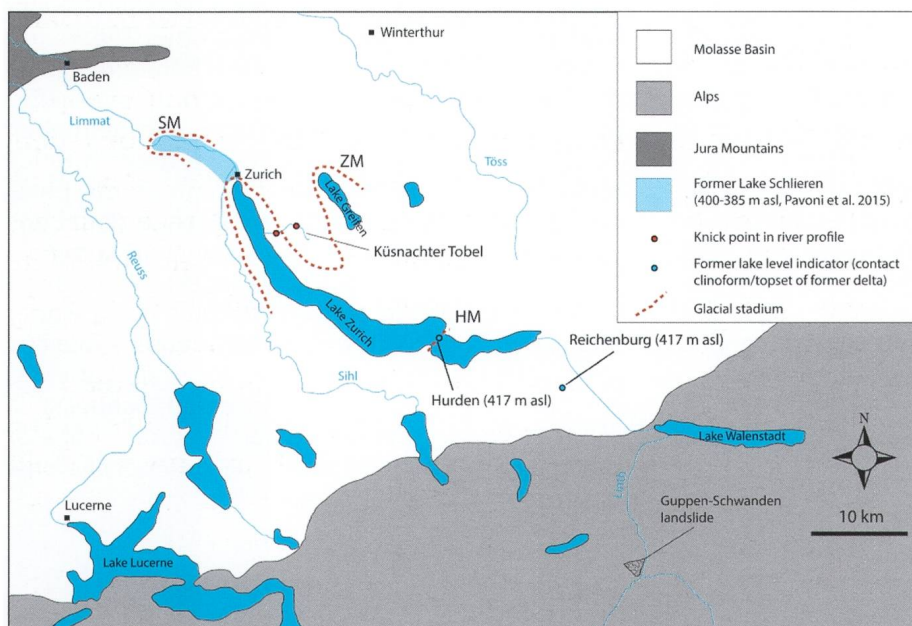 Winterthur
Baden
Limmat
SM
Zurich
ZM
Lake Greifen
Töss
Küsnachter Tobel
Reuss
Lake Zurich
HM
Sihl
Hurden (417 m asl)
Reichenburg (417 m asl)
Lake Walenstadt
Linth
Guppen-Schwanden
landslide
Lucerne
Lake Lucerne
N
10 km
Molasse Basin
Alps
Jura Mountains
Former Lake Schlieren
(400-385 m asl, Pavoni et al. 2015)
Knick point in river profile
Former lake level indicator (contact
clinoform/topset of former delta)
Glacial stadium